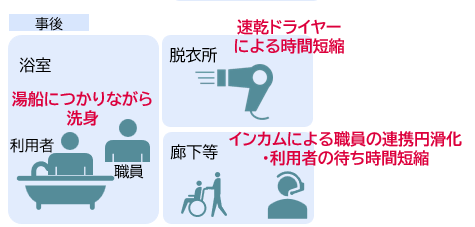 事後
浴室
湯船につかりながら
洗身
利用者
職員
脱衣所
速乾ドライヤー
による時間短縮
廊下等
インカムによる職員の連携円滑化
・利用者の待ち時間短縮